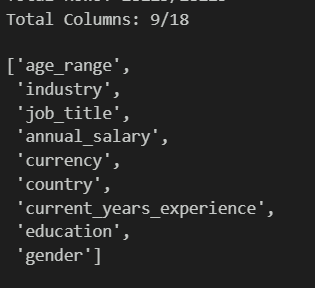 Total Columns: 9/18
['age_range',
'industry',
'job_title',
'annual_salary',
'currency',
'country',
'current_years_experience',
'education',
'gender']